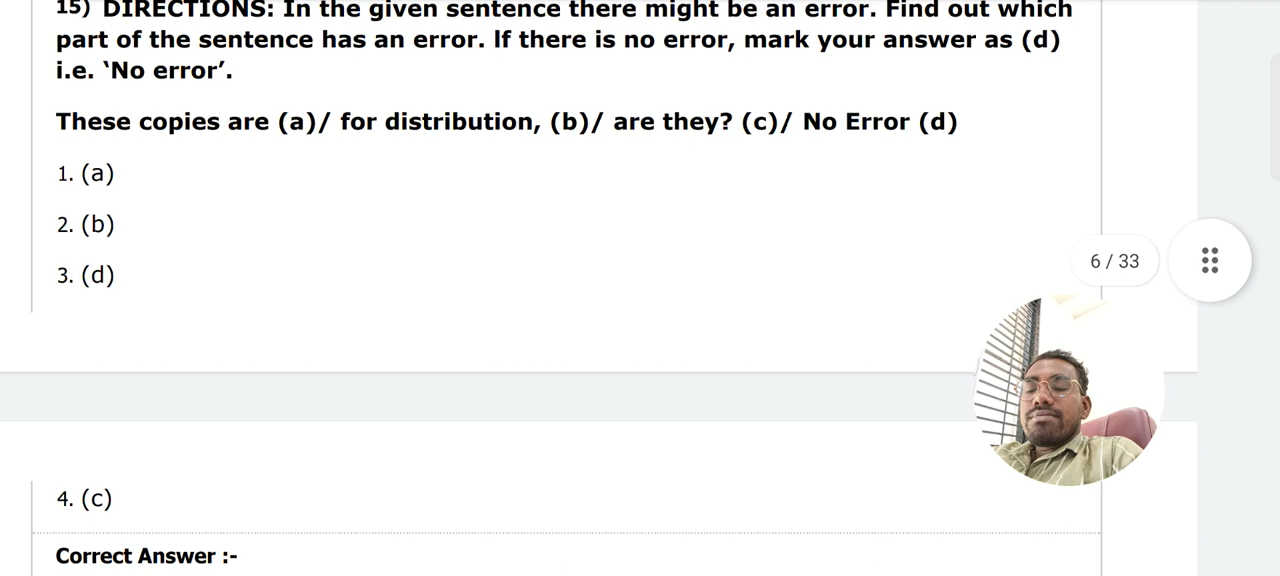 15) DIRECTIONS: In the given sentence there might be an error. Find out which
part of the sentence has an error. If there is no error, mark your answer as (d)
i.e. ‘No error’.
These copies are (a)/ for distribution, (b)/ are they? (c)/ No Error (d)
1. (a)
2. (b)
3. (d)
6 / 33
4. (c)
Correct Answer :-